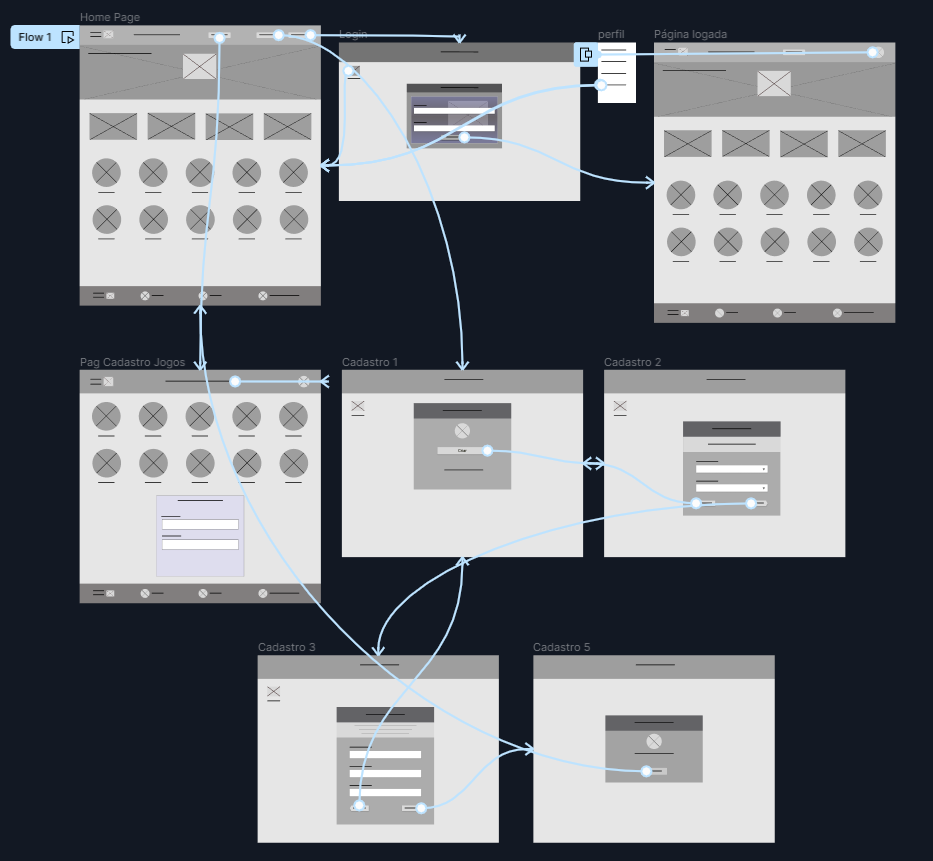 Home Page
Flow 1
Login
perfil
Página logada
Pag Cadastro Jogos
Cadastro 1
Cadastro 2
Criar
Cadastro 3
Cadastro 5